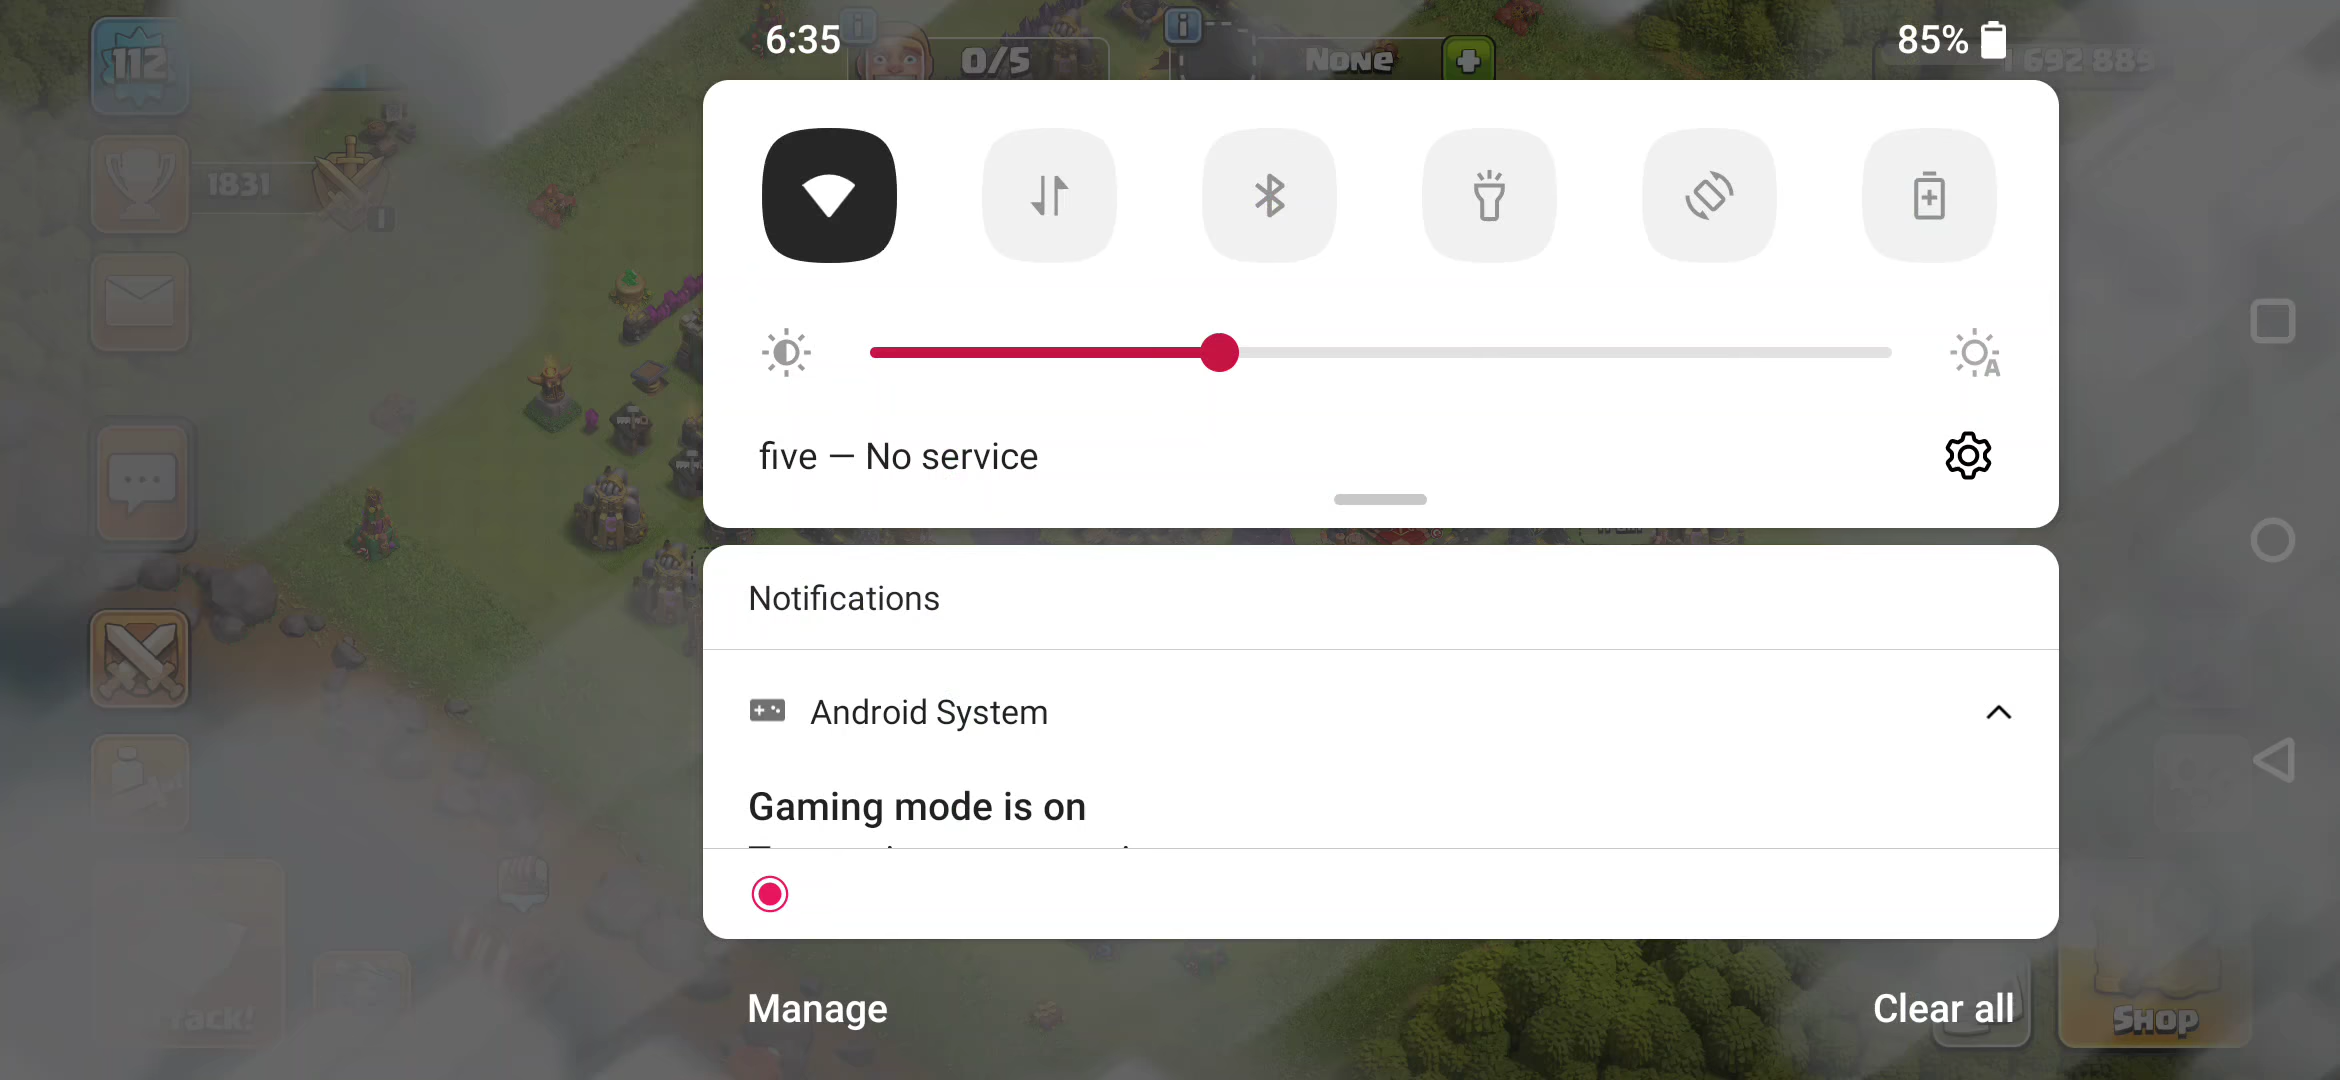 6:35
85%
112
0/5
None
1 692 889
1831
five — No service
Notifications
Android System
Gaming mode is on
Manage
Clear all
Shop